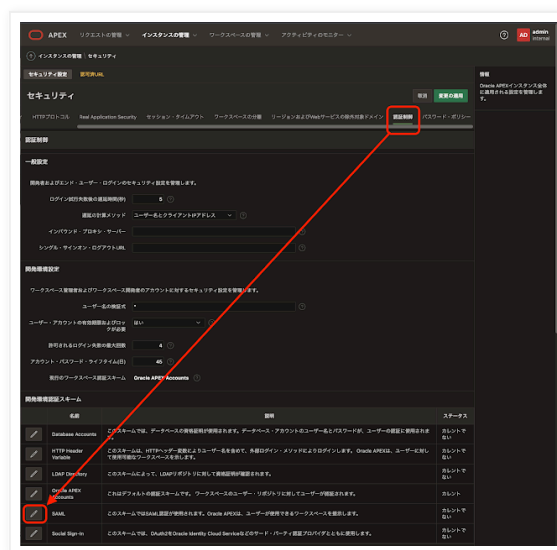 APEX リクエストの管理 インスタンスの管理 ワークスペースの管理 アクティビティのモニター ? AD admin internal
インスタンスの管理 セキュリティ
セキュリティ設定 認可済URL
情報
Oracle APEXインスタンス全体に適用される設定を管理します。
セキュリティ
取消 変更の適用
HTTPプロトコル Real Application Security セッション・タイムアウト ワークスペースの分離 リージョンおよびWebサービスの除外対象ドメイン 認証制御 パスワード・ポリシー
認証制御
一般設定
開発者およびエンド・ユーザー・ログインのセキュリティ設定を管理します。
ログイン試行失敗後の遅延時間(秒) 5
遅延の計算メソッド ユーザー名とクライアントIPアドレス
インバウンド・プロキシ・サーバー
シングル・サインオン・ログアウトURL
開発環境設定
ワークスペース管理者およびワークスペース開発者のアカウントに対するセキュリティ設定を管理します。
ユーザー名の検証式 *
ユーザー・アカウントの有効期限およびロックが必要 はい
許可されるログイン失敗の最大回数 4
アカウント・パスワード・ライフタイム(日) 45
現行のワークスペース認証スキーム Oracle APEX Accounts
開発環境認証スキーム
名前 説明 ステータス
Database Accounts このスキームでは、データベースの資格証明が使用されます。データベース・アカウントのユーザー名とパスワードが、ユーザーの認証に使用されます。 カレントでない
HTTP Header Variable このスキームは、HTTPヘッダー変数によりユーザー名を含めて、外部ログイン・メソッドによりログインします。Oracle APEXは、ユーザーに対して使用可能なワークスペースを示します。 カレントでない
LDAP Directory このスキームによって、LDAPリポジトリに対して資格証明が確認されます。 カレントでない
Oracle APEX Accounts これはデフォルトの認証スキームです。 ワークスペースのユーザー・リポジトリに対してユーザーが認証されます。 カレント
SAML このスキームではSAML認証が使用されます。Oracle APEXは、ユーザーが使用できるワークスペースを提示します。 カレントでない
Social Sign-In このスキームでは、OAuth2をOracle Identity Cloud Serviceなどのサード・パーティ認証プロバイダとともに使用します。 カレントでない